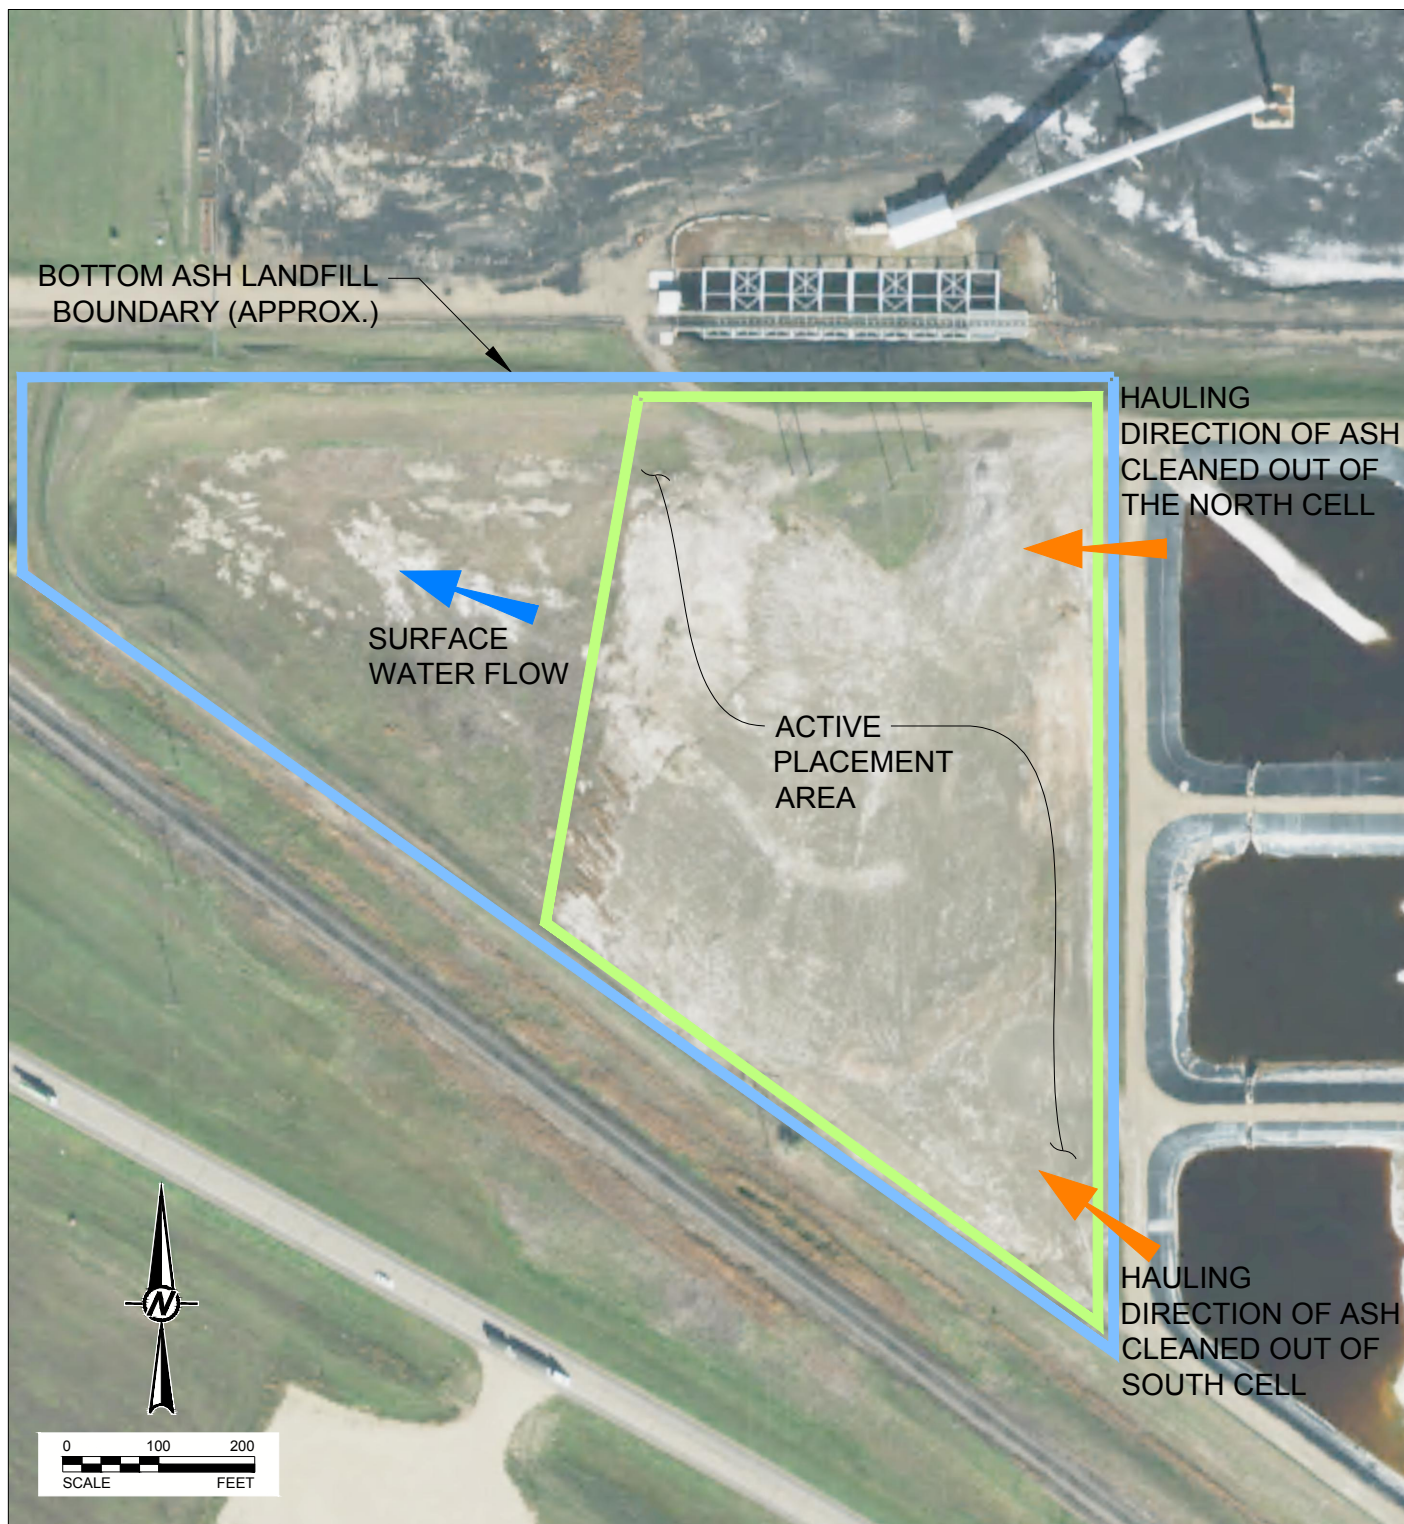 BOTTOM ASH LANDFILL
BOUNDARY (APPROX.)
HAULING
DIRECTION OF ASH
CLEANED OUT OF
THE NORTH CELL
SURFACE
WATER FLOW
ACTIVE
PLACEMENT
AREA
HAULING
DIRECTION OF ASH
CLEANED OUT OF
SOUTH CELL
N
0 100 200
SCALE FEET